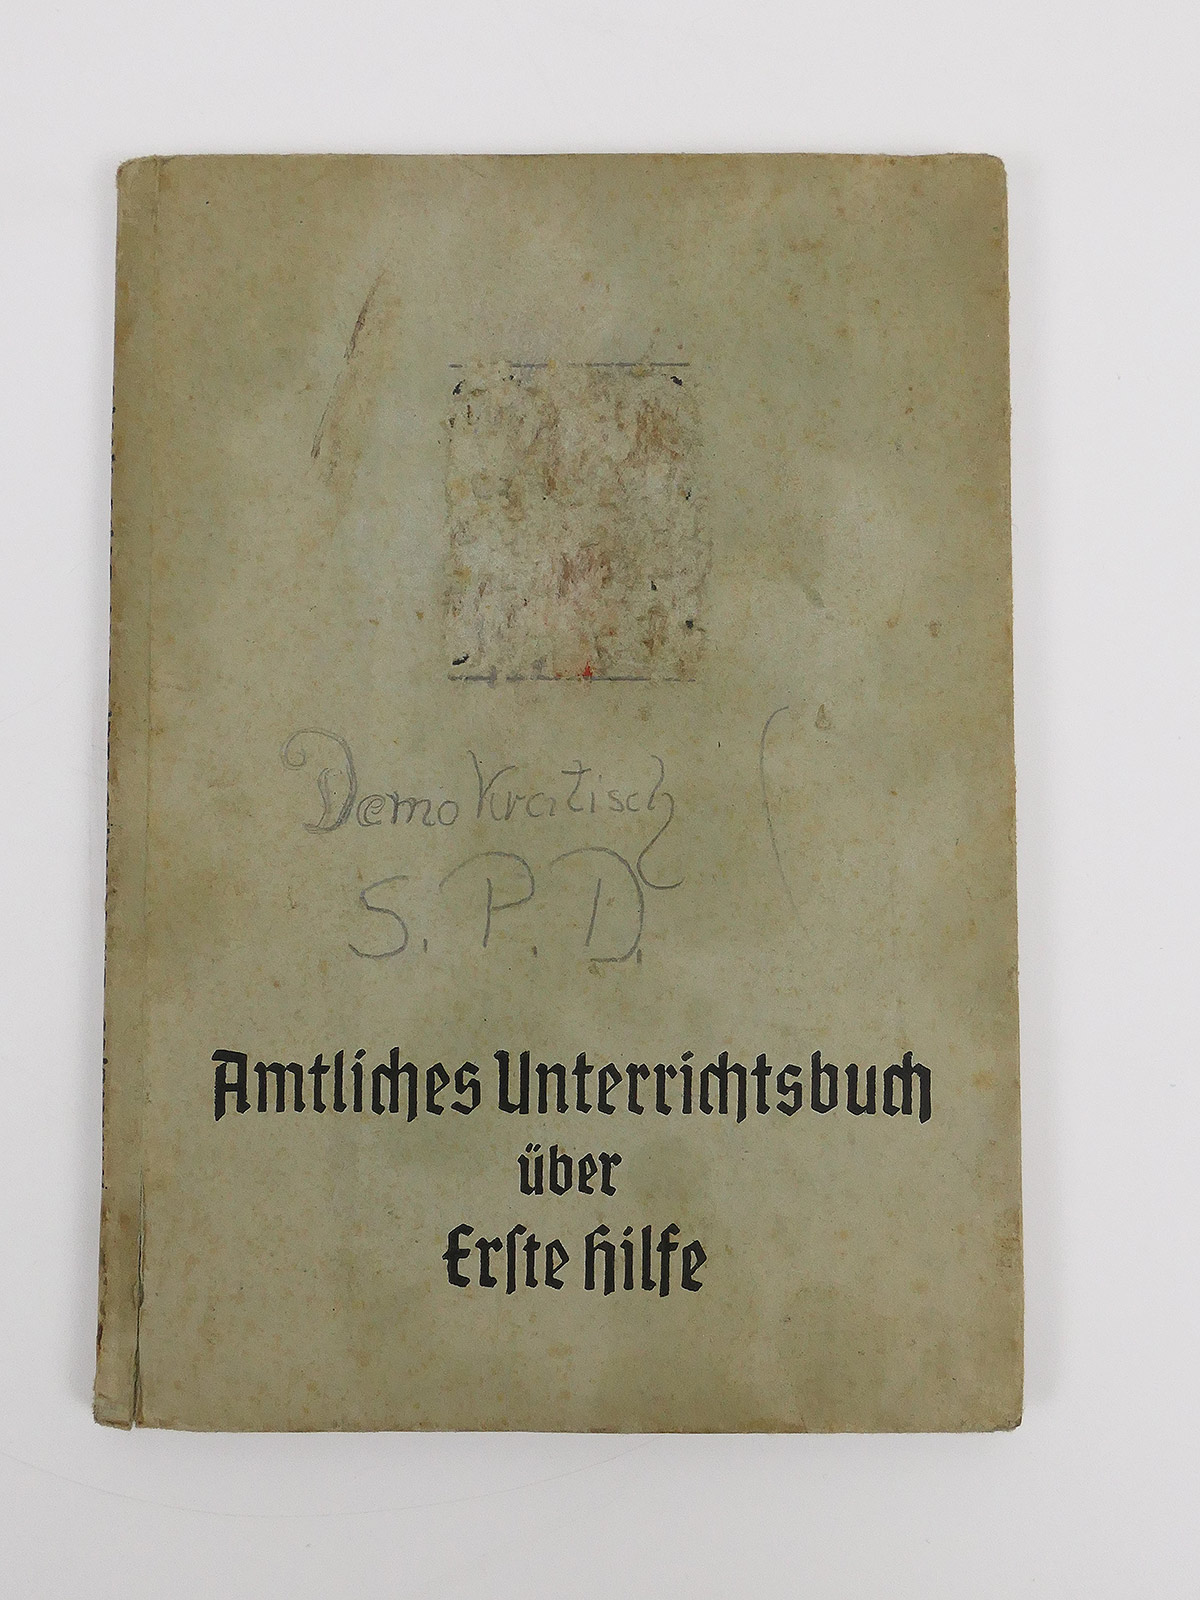 Demokratisch
S.P.D.
Amtliches Unterrichtsbuch
über
Erſte Hilfe